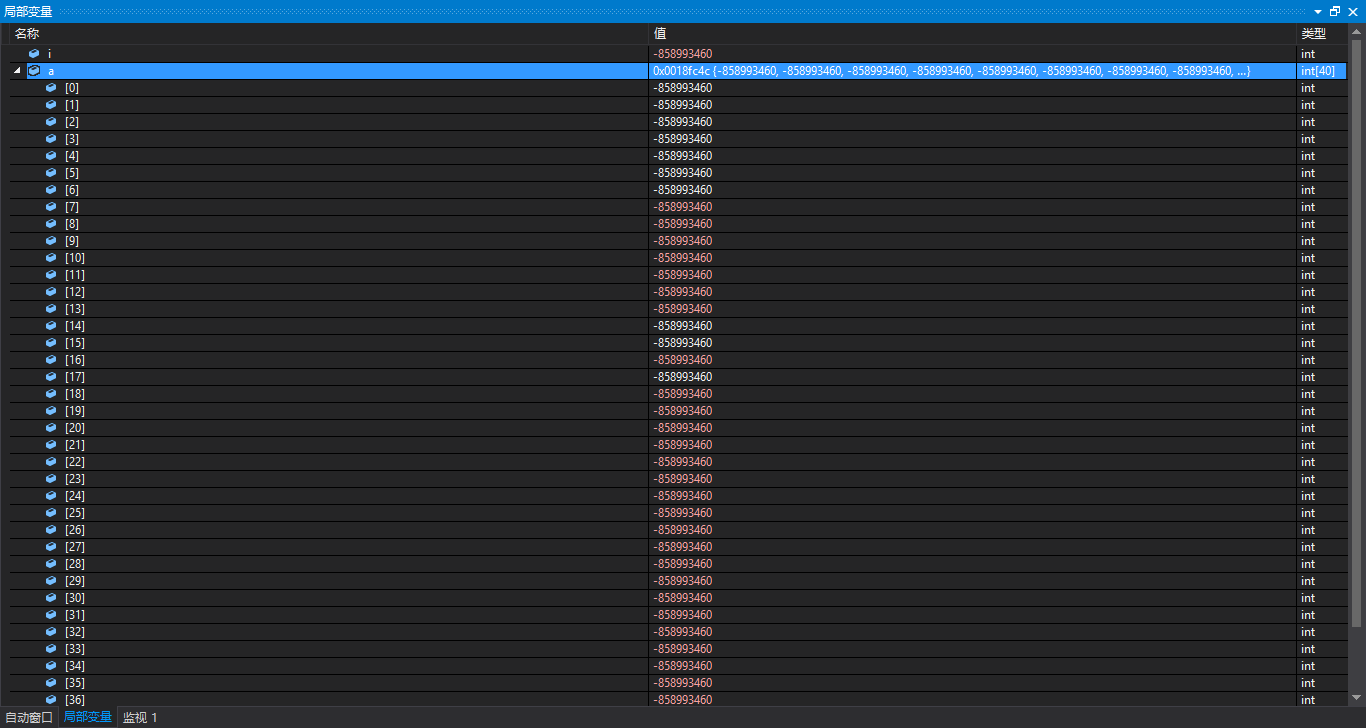 局部变量
名称 值 类型
i -858993460 int
a 0x0018fc4c {-858993460, -858993460, -858993460, -858993460, -858993460, -858993460, -858993460, -858993460, ...} int[40]
[0] -858993460 int
[1] -858993460 int
[2] -858993460 int
[3] -858993460 int
[4] -858993460 int
[5] -858993460 int
[6] -858993460 int
[7] -858993460 int
[8] -858993460 int
[9] -858993460 int
[10] -858993460 int
[11] -858993460 int
[12] -858993460 int
[13] -858993460 int
[14] -858993460 int
[15] -858993460 int
[16] -858993460 int
[17] -858993460 int
[18] -858993460 int
[19] -858993460 int
[20] -858993460 int
[21] -858993460 int
[22] -858993460 int
[23] -858993460 int
[24] -858993460 int
[25] -858993460 int
[26] -858993460 int
[27] -858993460 int
[28] -858993460 int
[29] -858993460 int
[30] -858993460 int
[31] -858993460 int
[32] -858993460 int
[33] -858993460 int
[34] -858993460 int
[35] -858993460 int
[36] -858993460 int
自动窗口 局部变量 监视 1